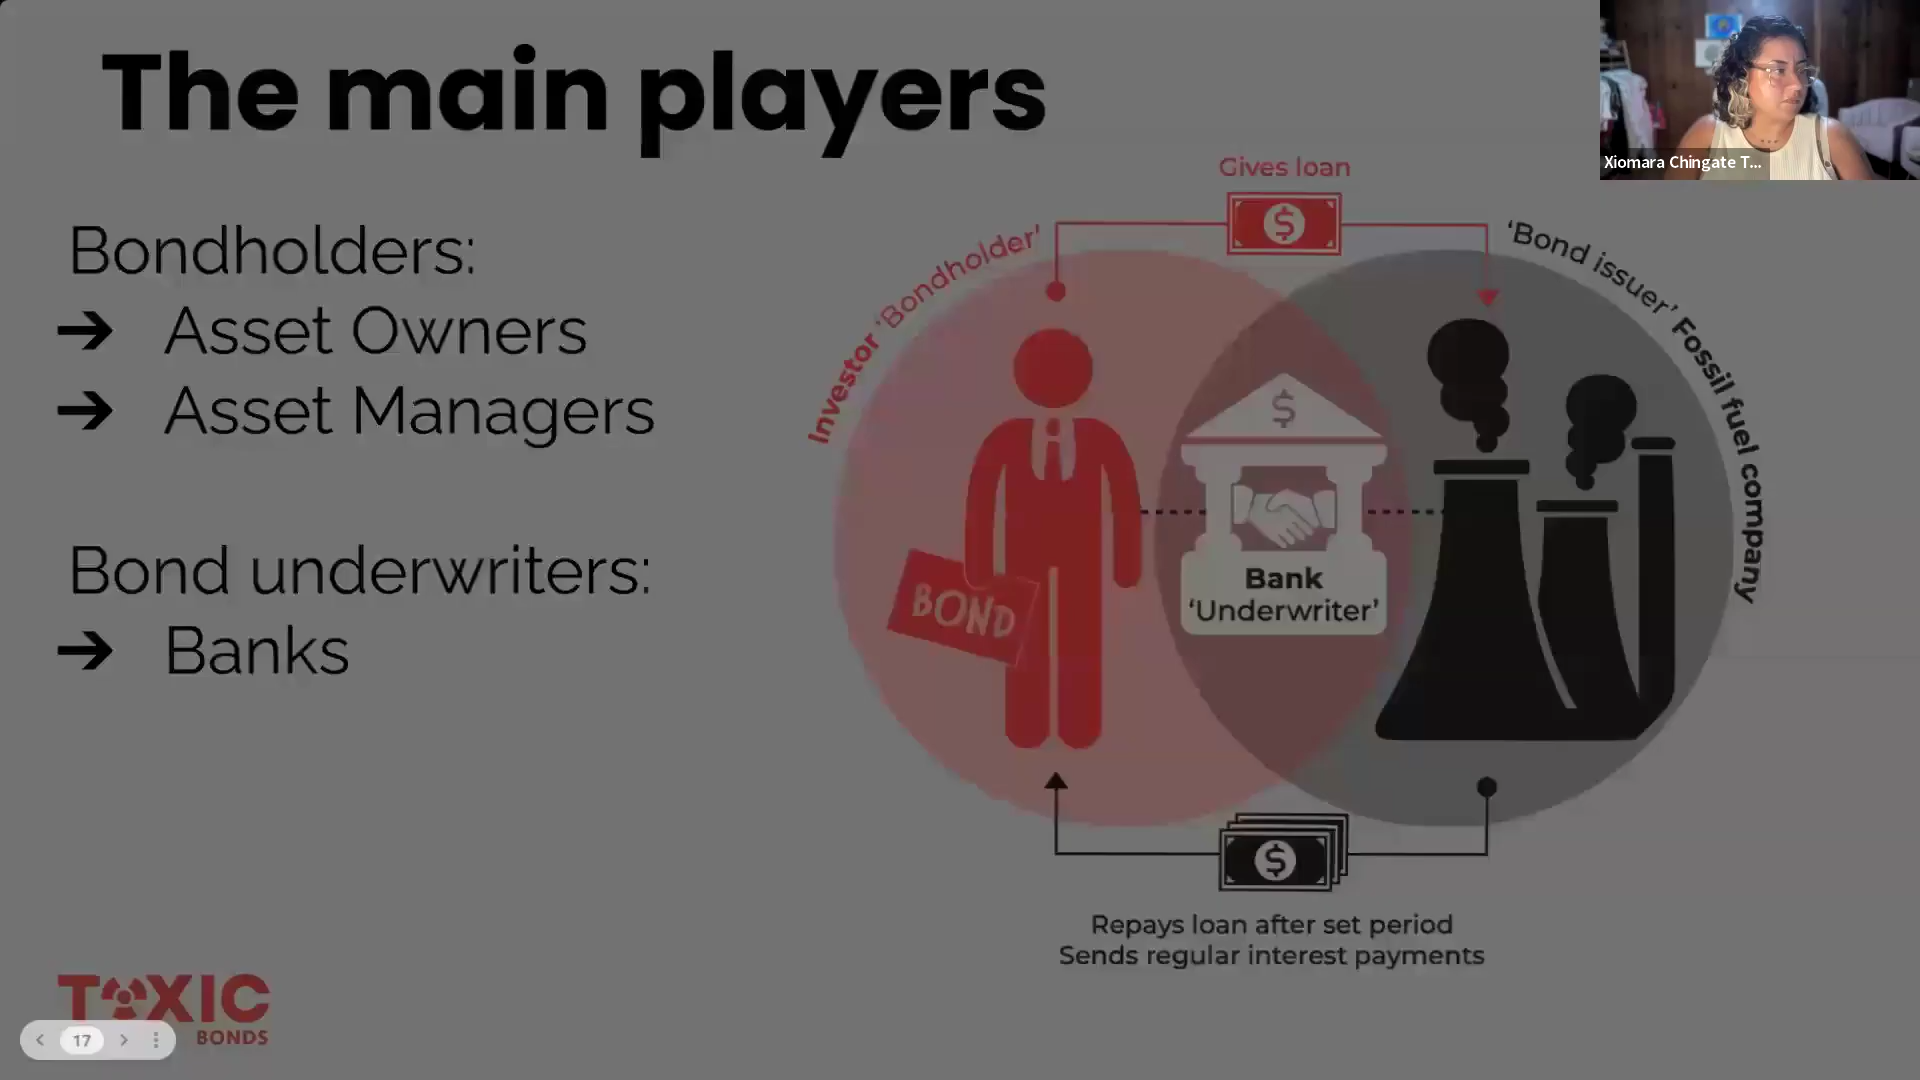 The main players
Xiomara Chingate T...
Bondholders:
➔ Asset Owners
➔ Asset Managers
Bond underwriters:
➔ Banks
Gives loan
$
Investor ‘Bondholder’
‘Bond issuer’ Fossil fuel company
$
BOND
Bank
‘Underwriter’
$
Repays loan after set period
Sends regular interest payments
TOXIC
BONDS
17